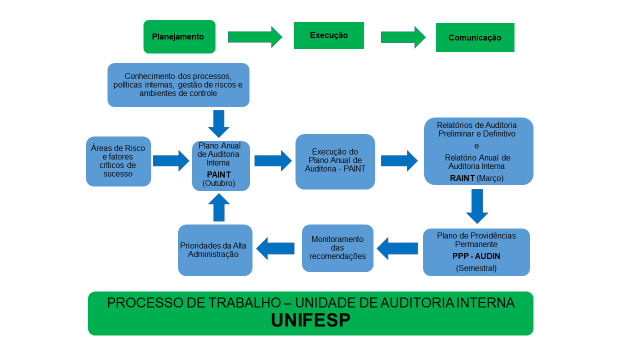 Planejamento
Execução
Comunicação
Conhecimento dos processos,
políticas internas, gestão de riscos e
ambientes de controle
Áreas de Risco
e fatores
críticos de
sucesso
Plano Anual
de Auditoria
Interna
PAINT
(Outubro)
Execução do
Plano Anual de
Auditoria - PAINT
Relatórios de Auditoria
Preliminar e Definitivo
e
Relatório Anual de
Auditoria Interna
RAINT (Março)
Prioridades da Alta
Administração
Monitoramento
das
recomendações
Plano de Providências
Permanente
PPP - AUDIN
(Semestral)
PROCESSO DE TRABALHO – UNIDADE DE AUDITORIA INTERNA
UNIFESP